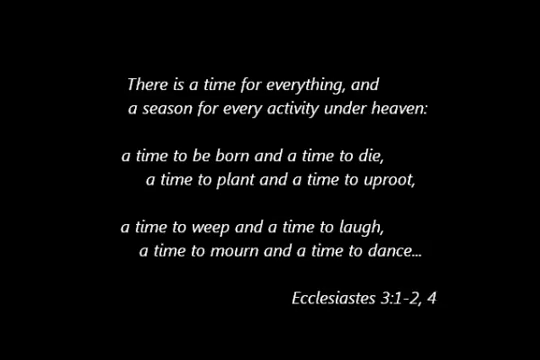 There is a time for everything, and
a season for every activity under heaven:
a time to be born and a time to die,
a time to plant and a time to uproot,
a time to weep and a time to laugh,
a time to mourn and a time to dance...
Ecclesiastes 3:1-2, 4